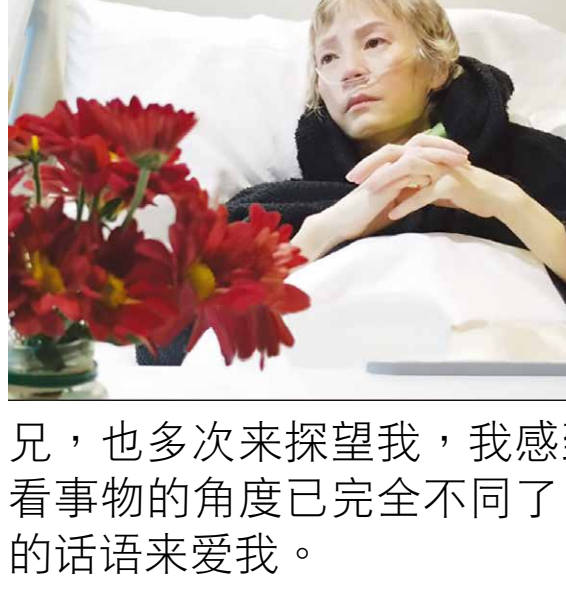 兄，也多次来探望我，我感
看事物的角度已完全不同了
的话语来爱我。